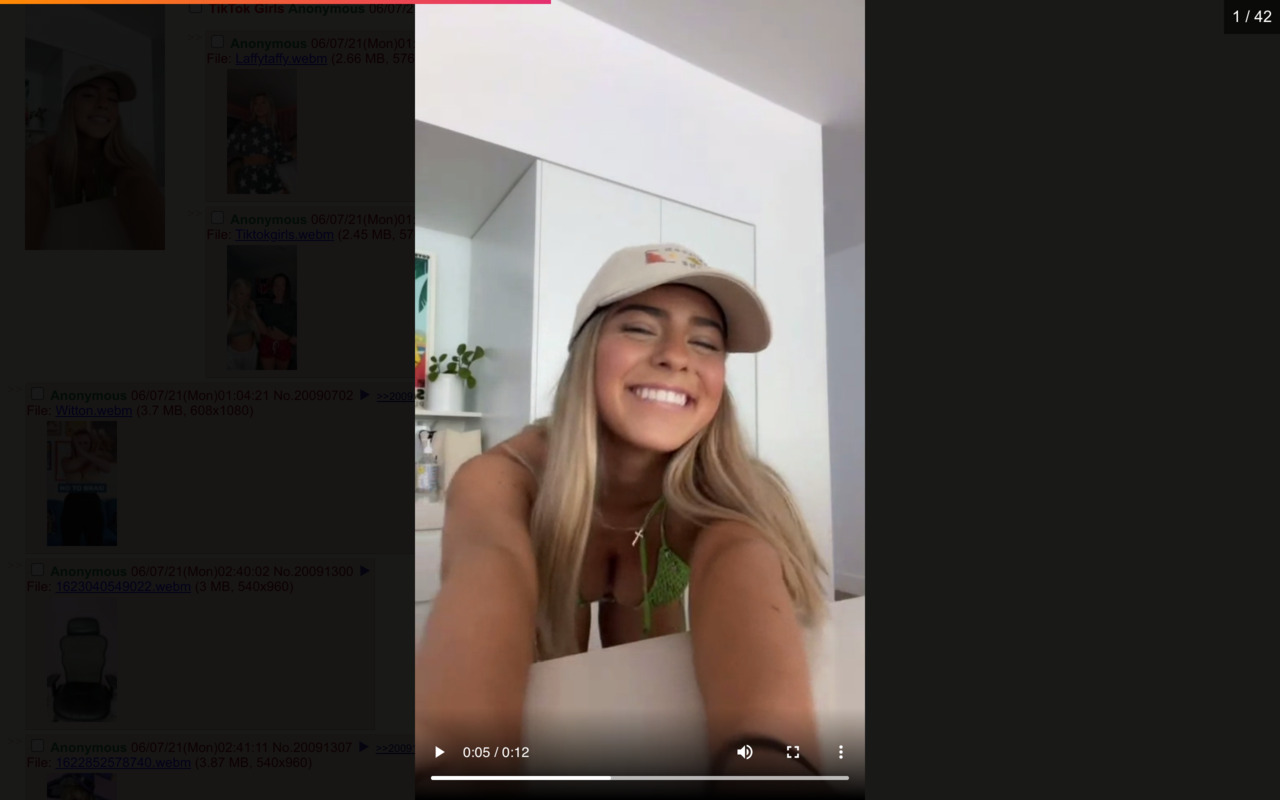 TikTok Girls Anonymous 06/07/2
1 / 42
Anonymous 06/07/21(Mon)01:
File: Laffytaffy.webm (2.66 MB, 576
Anonymous 06/07/21(Mon)01:
File: Tiktokgirls.webm (2.45 MB, 57
Anonymous 06/07/21(Mon)01:04:21 No.20090702 ▶ >>2009
File: Witton.webm (3.7 MB, 608x1080)
Anonymous 06/07/21(Mon)02:40:02 No.20091300 ▶
File: 1623040549022.webm (3 MB, 540x960)
Anonymous 06/07/21(Mon)02:41:11 No.20091307 ▶ >>2009
File: 1622852578740.webm (3.87 MB, 540x960)
0:05 / 0:12